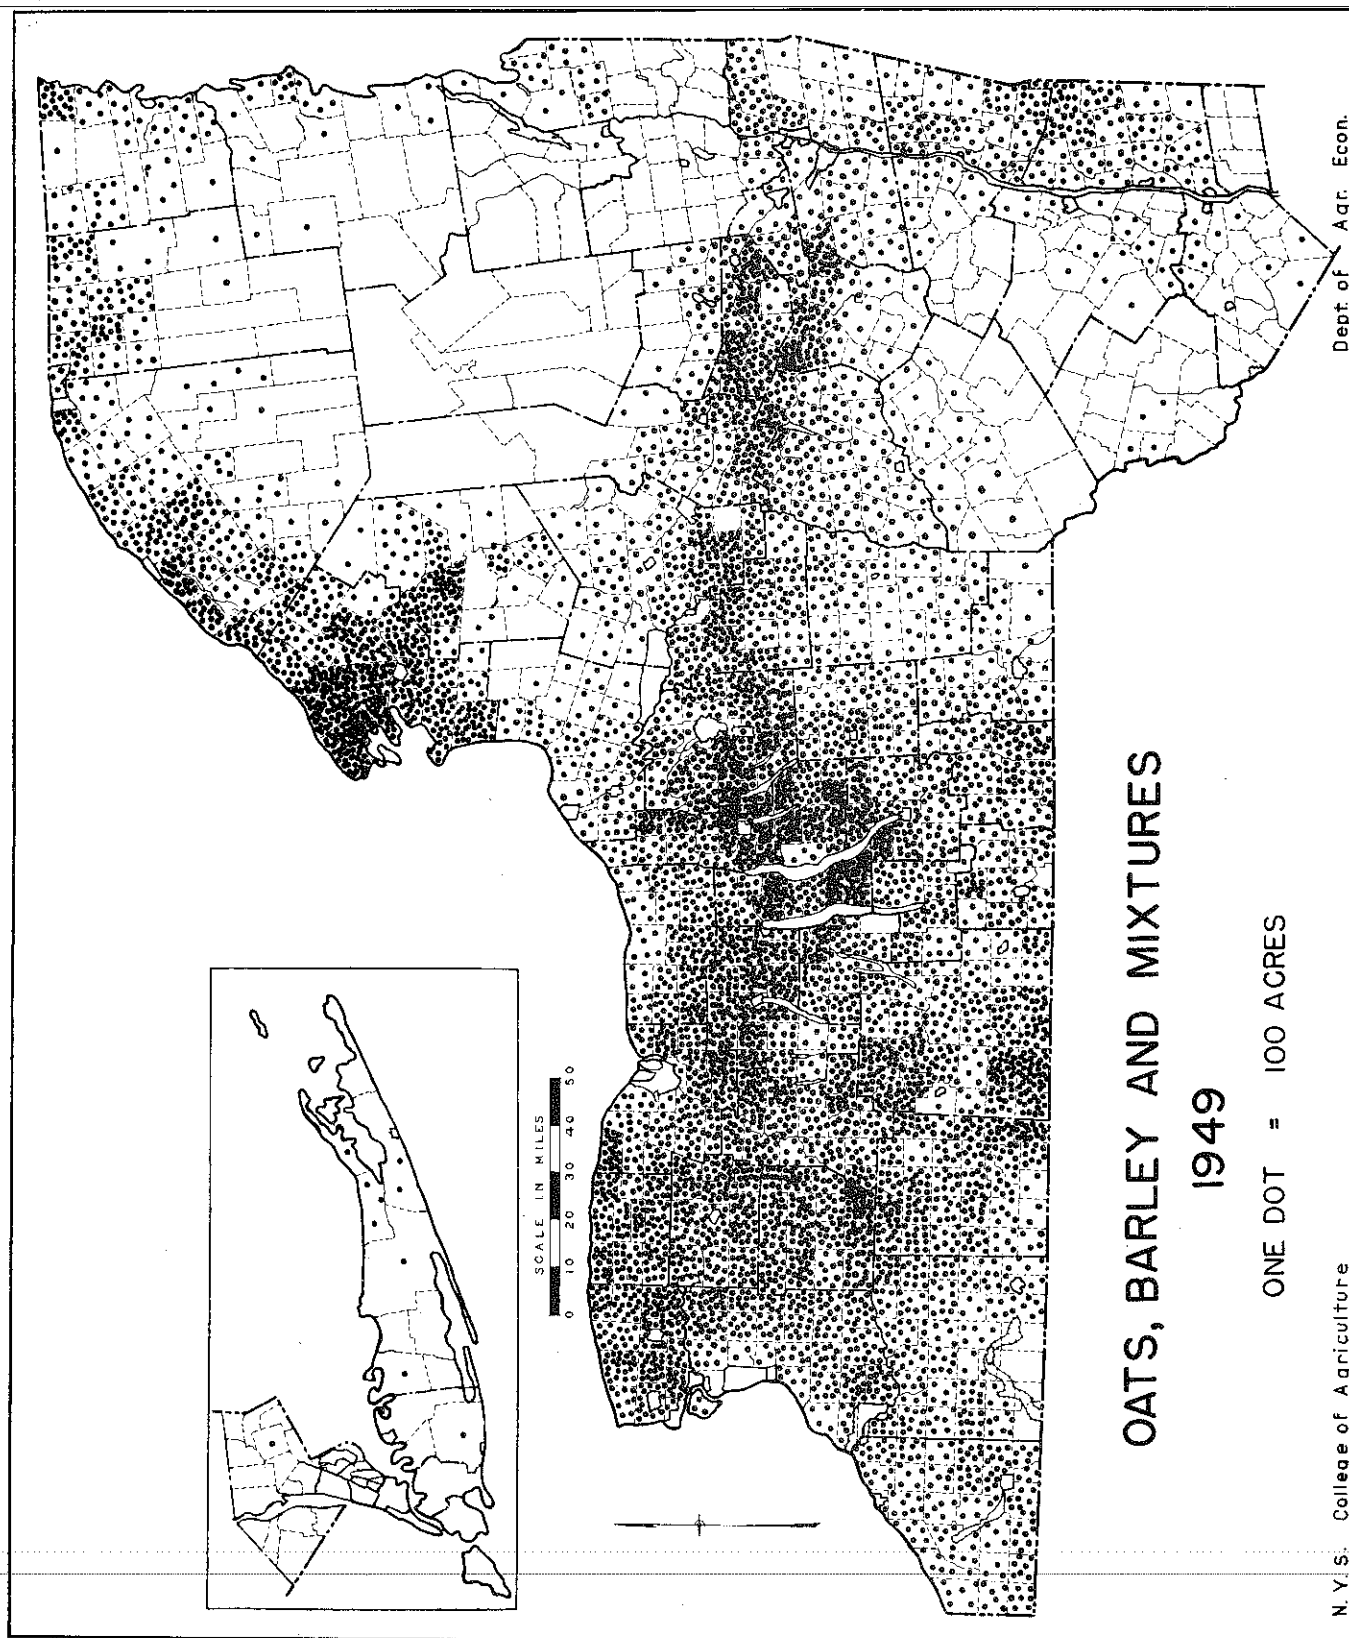 SCALE IN MILES
0 10 20 30 40 50
OATS, BARLEY AND MIXTURES
1949
ONE DOT = 100 ACRES
N.Y.S. College of Agriculture Dept. of Agr. Econ.